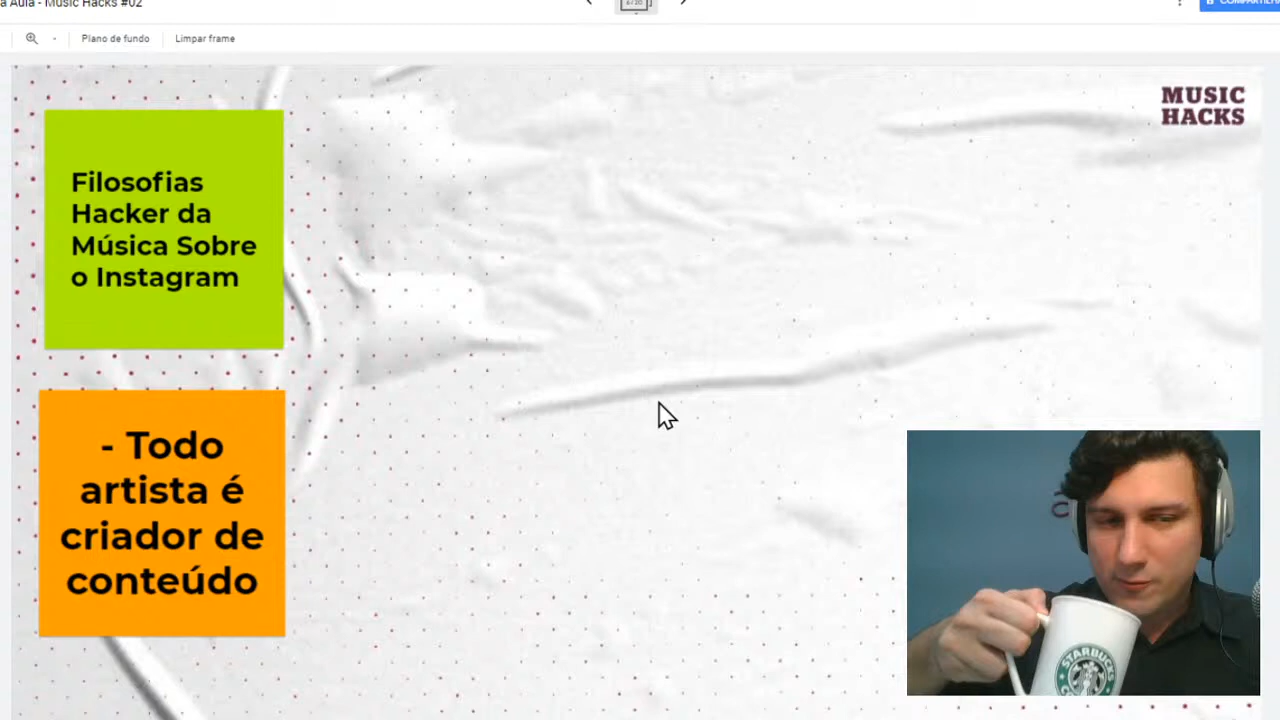 a Aula - Music Hacks #02
Plano de fundo
Limpar frame
MUSIC
HACKS
Filosofias
Hacker da
Música Sobre
o Instagram
- Todo
artista é
criador de
conteúdo
STARBUCKS